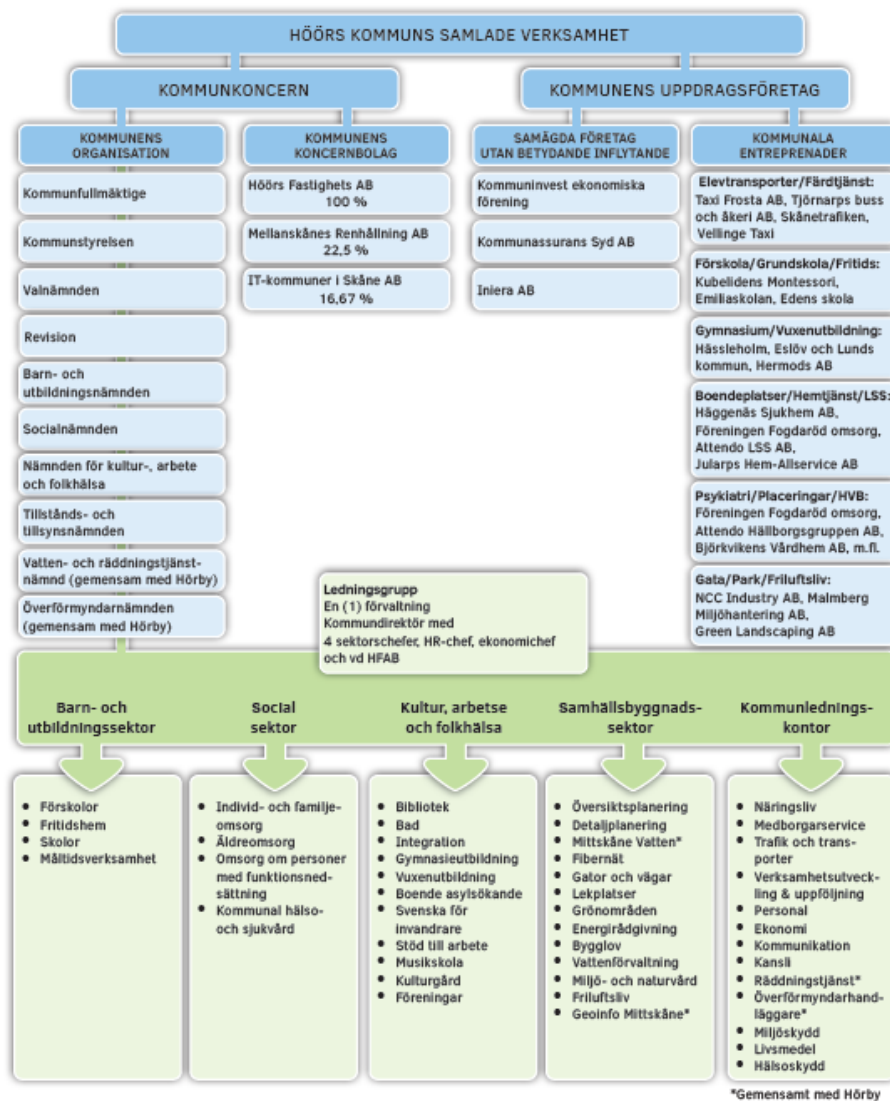 HÖÖRS KOMMUNS SAMLADE VERKSAMHET
KOMMUNKONCERN
KOMMUNENS UPPDRAGSFÖRETAG
KOMMUNENS
ORGANISATION
Kommunfullmäktige
Kommunstyrelsen
Valnämnden
Revision
Barn- och
utbildningsnämnden
Socialnämnden
Nämnden för kultur-, arbete
och folkhälsa
Tillstånds- och
tillsynsnämnden
Vatten- och räddningstjänst-
nämnd (gemensam med Hörby)
Överförmyndarnämnden
(gemensam med Hörby)
KOMMUNENS
KONCERNBOLAG
Höörs Fastighets AB
100 %
Mellanskånes Renhållning AB
22,5 %
IT-kommuner i Skåne AB
16,67 %
SAMÄGDA FÖRETAG
UTAN BETYDANDE INFLYTANDE
Kommuninvest ekonomiska
förening
Kommunassurans Syd AB
Iniera AB
KOMMUNALA
ENTREPRENADER
Elevtransporter/Färdtjänst:
Taxi Frosta AB, Tjörnarps buss
och åkeri AB, Skånetrafiken,
Vellinge Taxi
Förskola/Grundskola/Fritids:
Kubelidens Montessori,
Emiliaskolan, Edens skola
Gymnasium/Vuxenutbildning:
Hässleholm, Eslöv och Lunds
kommun, Hermods AB
Boendeplatser/Hemtjänst/LSS:
Häggenäs Sjukhem AB,
Föreningen Fogdaröd omsorg,
Attendo LSS AB,
Jularps Hem-Allservice AB
Psykiatri/Placeringar/HVB:
Föreningen Fogdaröd omsorg,
Attendo Hällborgsgruppen AB,
Björkvikens Vårdhem AB, m.fl.
Gata/Park/Friluftsliv:
NCC Industry AB, Malmberg
Miljöhantering AB,
Green Landscaping AB
Ledningsgrupp
En (1) förvaltning
Kommundirektör med
4 sektorschefer, HR-chef, ekonomichef
och vd HFAB
Barn- och
utbildningssektor
Förskolor
Fritidshem
Skolor
Måltidsverksamhet
Social
sektor
Individ- och familje-
omsorg
Äldreomsorg
Omsorg om personer
med funktionsned-
sättning
Kommunal hälso-
och sjukvård
Kultur, arbetse
och folkhälsa
Bibliotek
Bad
Integration
Gymnasieutbildning
Vuxenutbildning
Boende asylsökande
Svenska för
invandrare
Stöd till arbete
Musikskola
Kulturgård
Föreningar
Samhällsbyggnads-
sektor
Översiktsplanering
Detaljplanering
Mittskåne Vatten*
Fibernät
Gator och vägar
Lekplatser
Grönområden
Energirådgivning
Bygglov
Vattenförvaltning
Miljö- och naturvård
Friluftsliv
Geoinfo Mittskåne*
Kommunlednings-
kontor
Näringsliv
Medborgarservice
Trafik och trans-
porter
Verksamhetsutveck-
ling & uppföljning
Personal
Ekonomi
Kommunikation
Kansli
Räddningstjänst*
Överförmyndarhand-
läggare*
Miljöskydd
Livsmedel
Hälsoskydd
*Gemensamt med Hörby